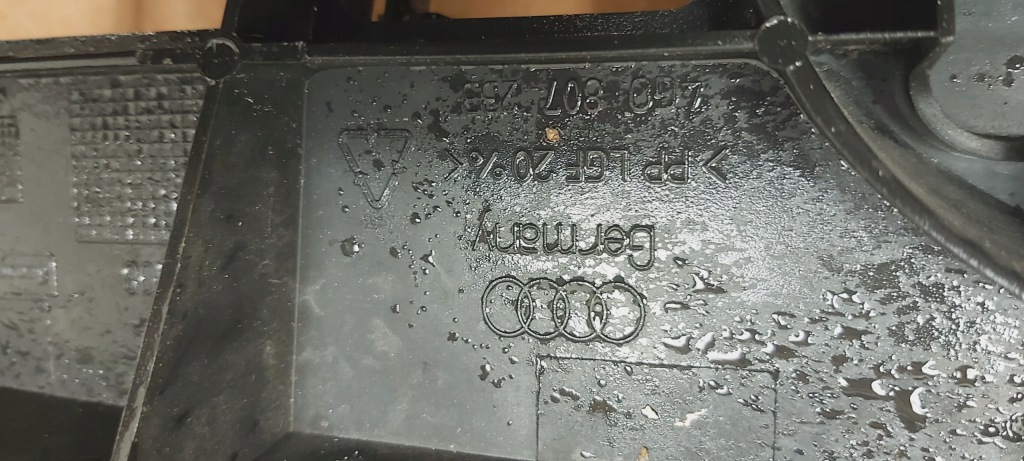 Germany
>PP LGF 20%<
4G0 807